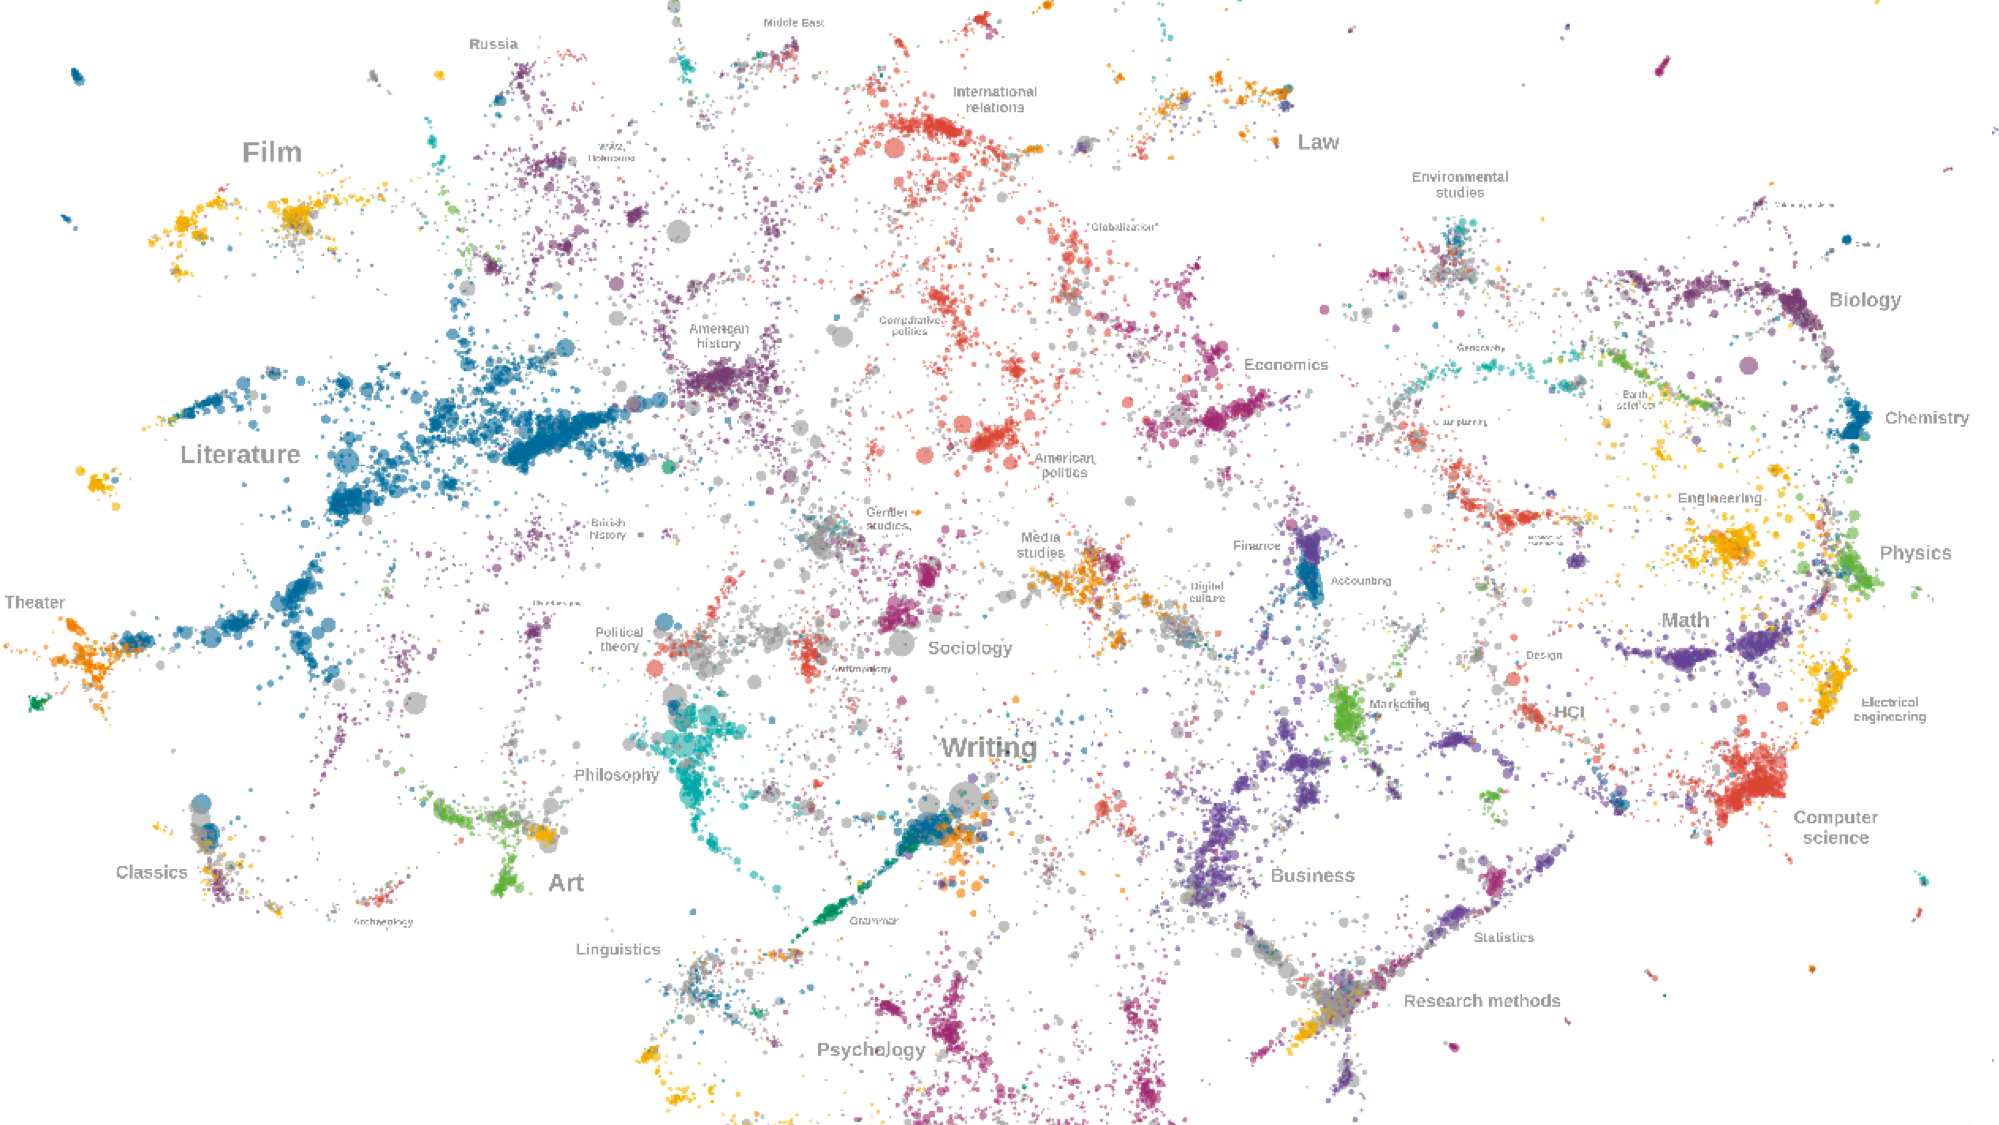 Middle East
Russia
International
relations
Law
Film
WW2,
Holocaust
Environmental
studies
"Globalization"
Biology
American
history
Comparative
politics
Geography
Economics
Earth
science
Chemistry
Literature
American
politics
Engineering
Gender
studies
British
history
Media
studies
Finance
Physics
Accounting
Digital
culture
Theater
Math
Political
theory
Sociology
Anthropology
Design
Marketing
HCI
Electrical
engineering
Writing
Philosophy
Computer
science
Classics
Art
Business
Archaeology
Grammar
Statistics
Linguistics
Research methods
Psychology